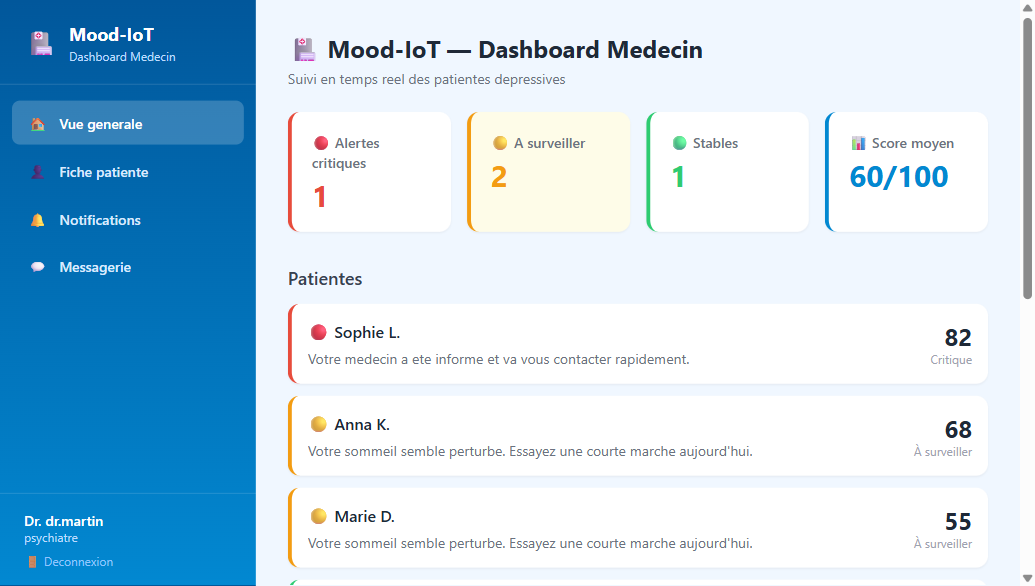 Mood-IoT
Dashboard Medecin
Vue generale
Fiche patiente
Notifications
Messagerie
Dr. dr.martin
psychiatre
Deconnexion
Mood-IoT — Dashboard Medecin
Suivi en temps reel des patientes depressives
Alertes
critiques
1
A surveiller
2
Stables
1
Score moyen
60/100
Patientes
Sophie L.
Votre medecin a ete informe et va vous contacter rapidement.
82
Critique
Anna K.
Votre sommeil semble perturbe. Essayez une courte marche aujourd'hui.
68
À surveiller
Marie D.
Votre sommeil semble perturbe. Essayez une courte marche aujourd'hui.
55
À surveiller